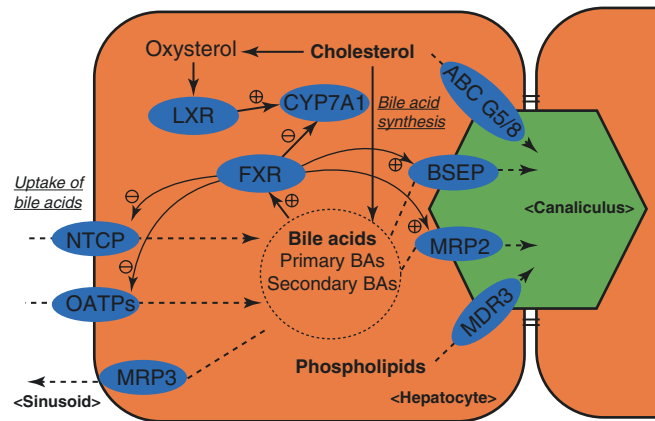 Oxysterol
Cholesterol
ABC G5/8
LXR
⊕
CYP7A1
Bile acid
synthesis
⊖
Uptake of
bile acids
FXR
⊕
BSEP
⊖
⊕
<Canaliculus>
NTCP
Bile acids
⊕
MRP2
Primary BAs
⊖
Secondary BAs
OATPs
MDR3
Phospholipids
MRP3
<Sinusoid>
<Hepatocyte>